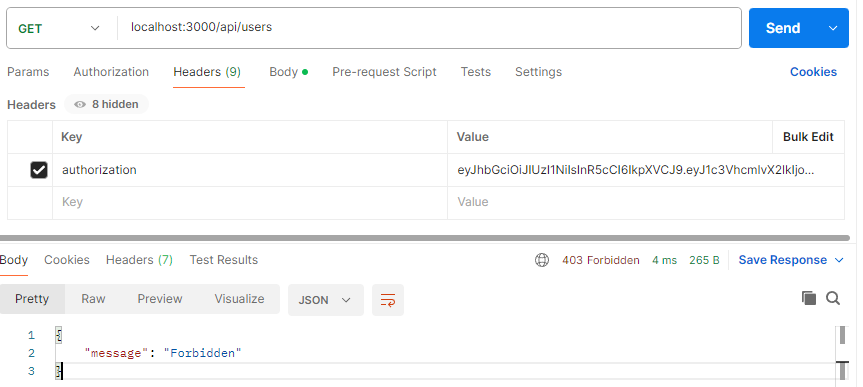 GET localhost:3000/api/users Send
Params Authorization Headers (9) Body Pre-request Script Tests Settings Cookies
Headers 8 hidden
Key Value Bulk Edit
authorization eyJhbGciOiJIUzI1NiIsInR5cCI6IkpXVCJ9.eyJ1c3VhcmlvX2lkIjo...
Key Value
Body Cookies Headers (7) Test Results 403 Forbidden 4 ms 265 B Save Response
Pretty Raw Preview Visualize JSON
1 {
2 "message": "Forbidden"
3 }